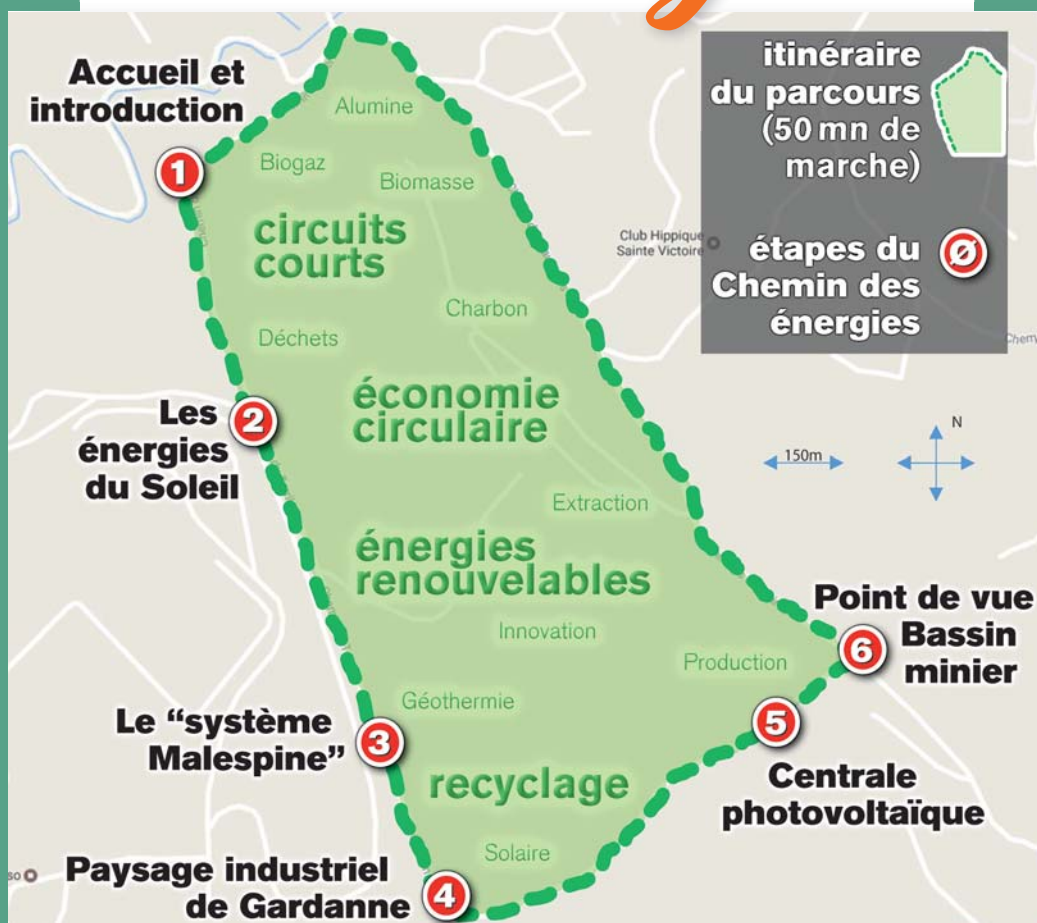 Accueil et
introduction
1
Alumine
Biogaz
Biomasse
circuits
courts
Club Hippique
Sainte Victoire
itinéraire
du parcours
(50 mn de
marche)
étapes du
Chemin des
énergies
Ø
Charbon
Déchets
Les
énergies
du Soleil
2
économie
circulaire
150m
N
Extraction
énergies
renouvelables
Innovation
Production
Point de vue
Bassin
minier
6
Géothermie
Le “système
Malespine”
3
5
Centrale
photovoltaïque
recyclage
Solaire
Paysage industriel
de Gardanne
4